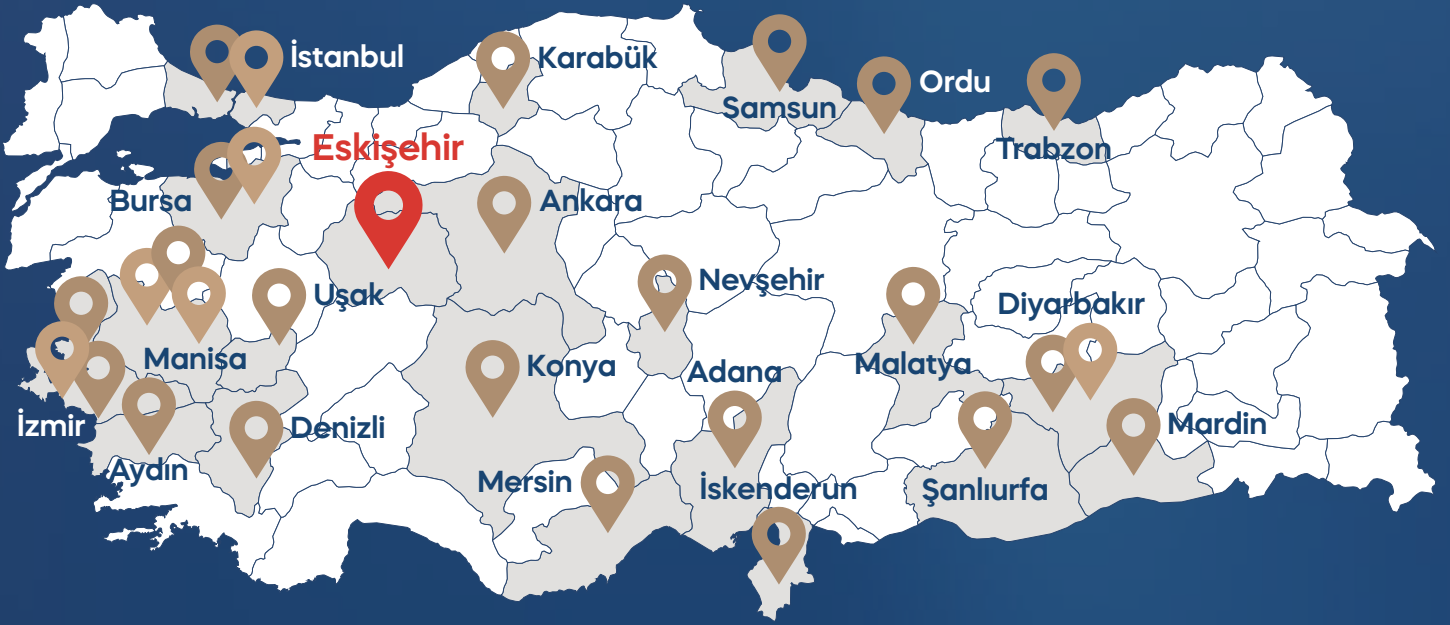 İstanbul
Karabük
Samsun
Ordu
Trabzon
Eskişehir
Bursa
Ankara
Uşak
Nevşehir
Diyarbakır
Manisa
Konya
Adana
Malatya
İzmir
Aydın
Denizli
Mersin
İskenderun
Şanlıurfa
Mardin